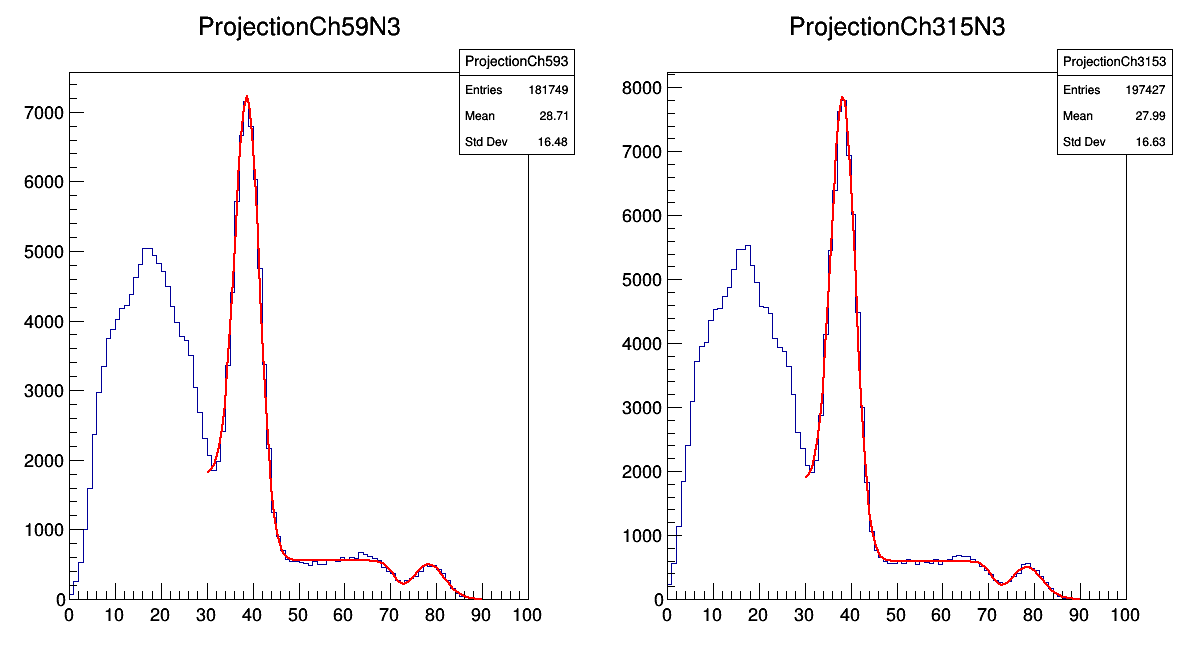 ProjectionCh59N3
ProjectionCh593
Entries 181749
Mean 28.71
Std Dev 16.48
7000
6000
5000
4000
3000
2000
1000
0
0 10 20 30 40 50 60 70 80 90 100
ProjectionCh315N3
ProjectionCh3153
Entries 197427
Mean 27.99
Std Dev 16.63
8000
7000
6000
5000
4000
3000
2000
1000
0
0 10 20 30 40 50 60 70 80 90 100